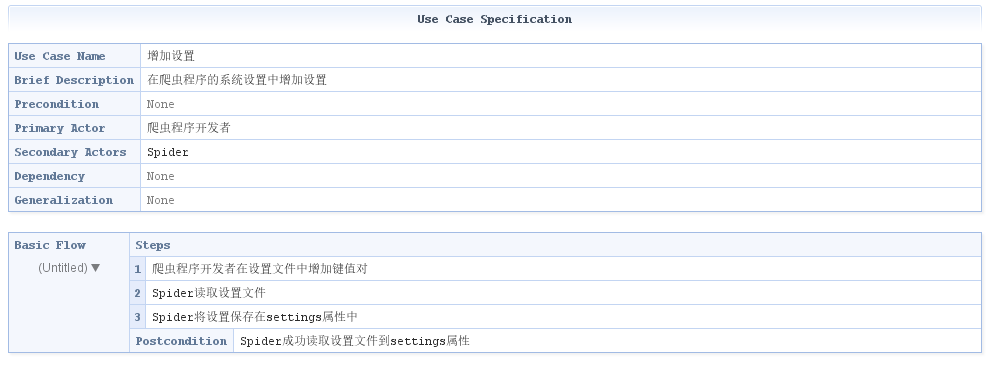 Use Case Specification
Use Case Name 增加设置
Brief Description 在爬虫程序的系统设置中增加设置
Precondition None
Primary Actor 爬虫程序开发者
Secondary Actors Spider
Dependency None
Generalization None
Basic Flow Steps
(Untitled) ▼
1 爬虫程序开发者在设置文件中增加键值对
2 Spider读取设置文件
3 Spider将设置保存在settings属性中
Postcondition Spider成功读取设置文件到settings属性